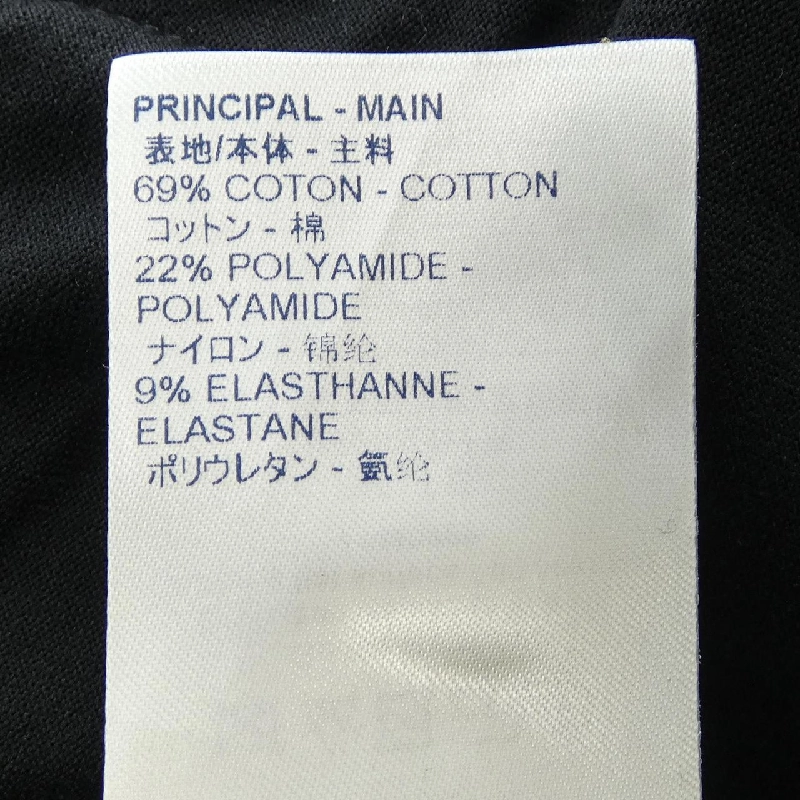 PRINCIPAL - MAIN
表地/本体 - 主料
69% COTON - COTTON
コットン - 棉
22% POLYAMIDE -
POLYAMIDE
ナイロン - 锦纶
9% ELASTHANNE -
ELASTANE
ポリウレタン - 氨纶